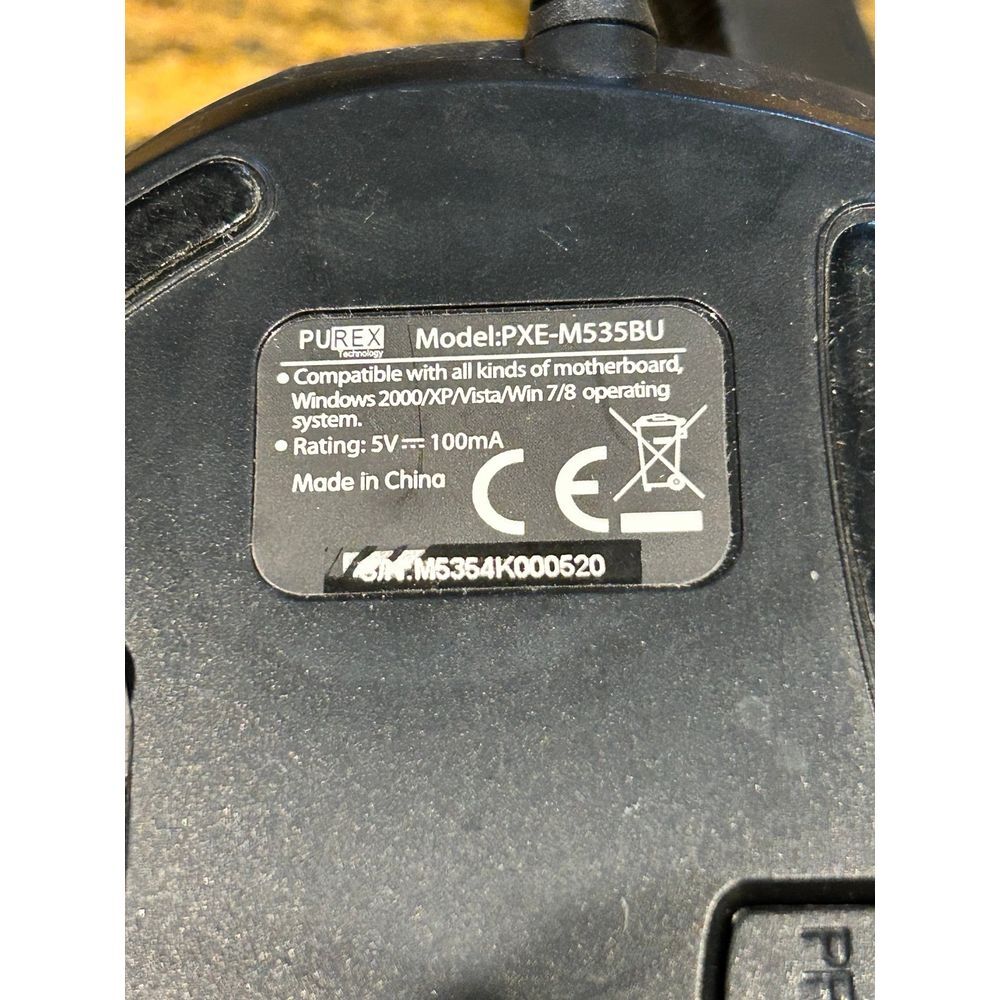 PUREX Model:PXE-M535BU
Technology
• Compatible with all kinds of motherboard,
Windows 2000/XP/Vista/Win 7/8 operating
system.
• Rating: 5V⎓100mA
Made in China
CE
S/N:M5354K000520